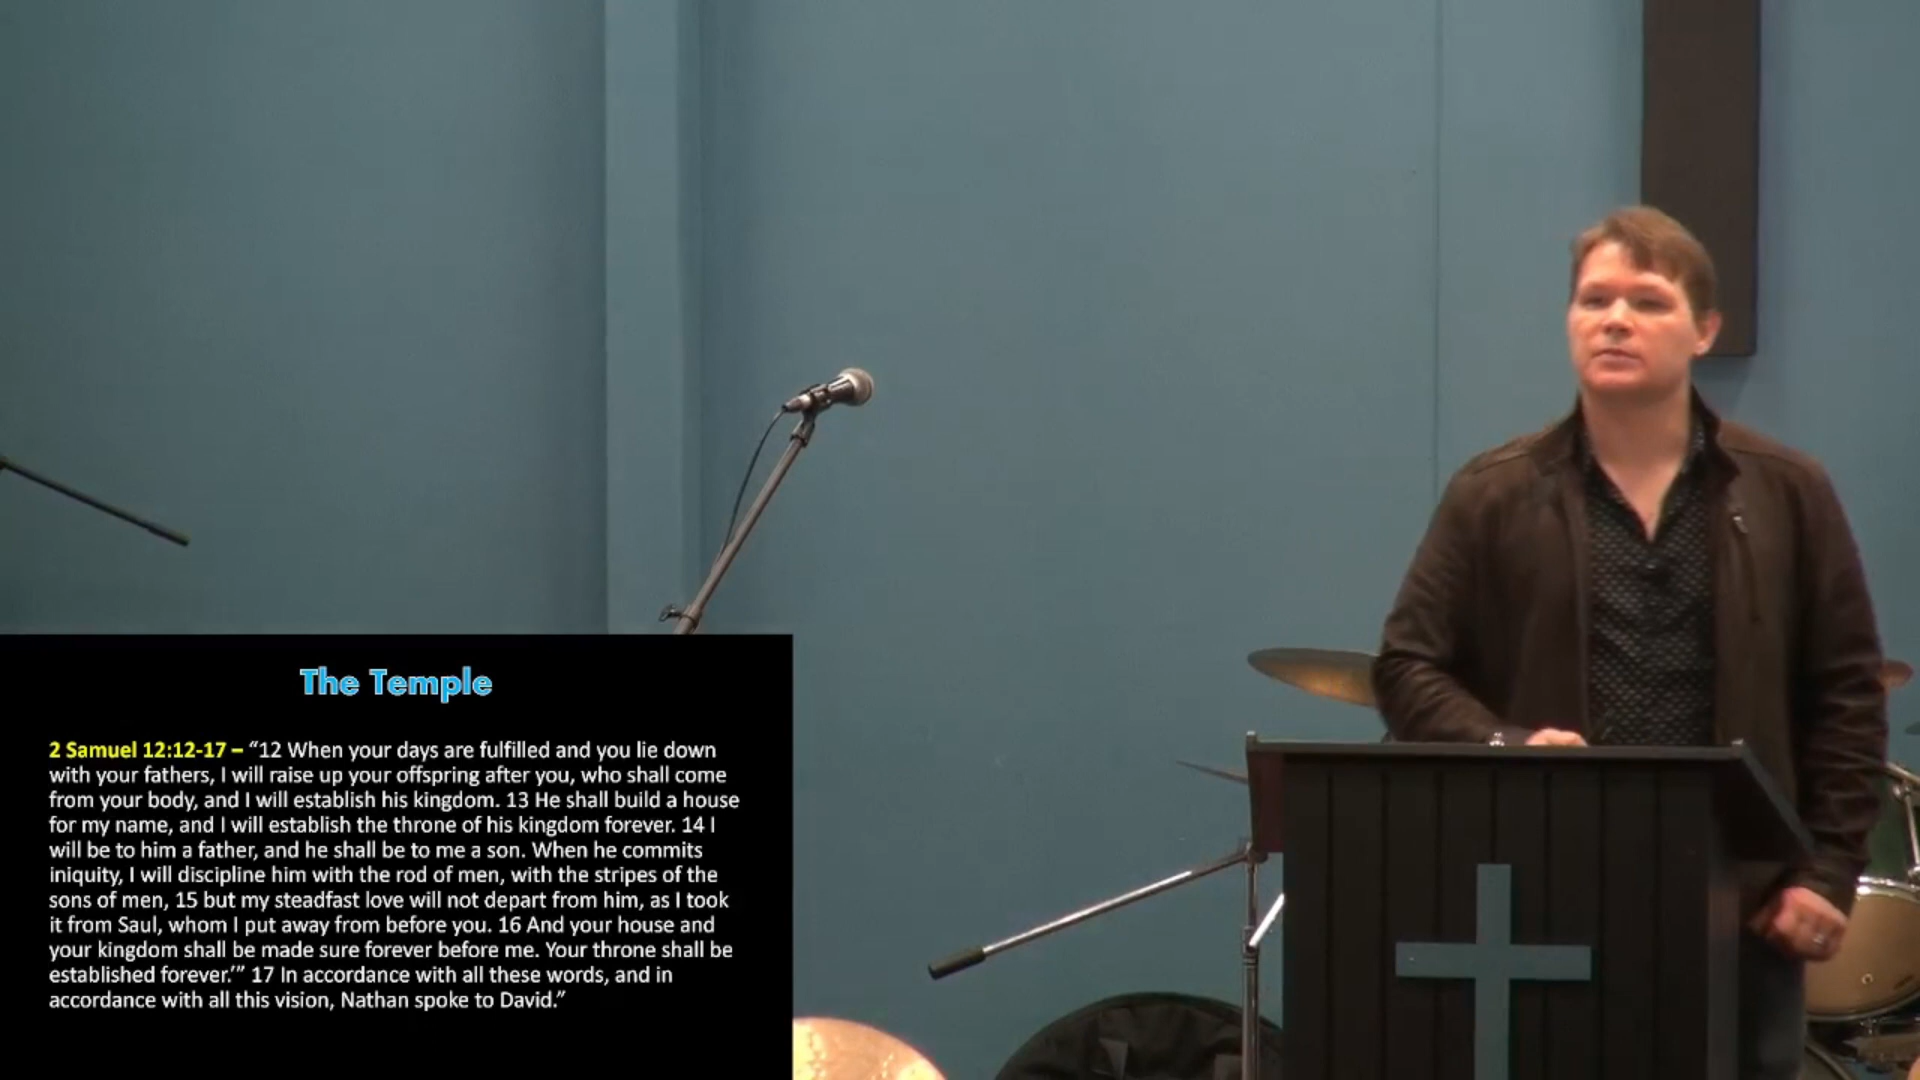 The Temple
2 Samuel 12:12-17 – “12 When your days are fulfilled and you lie down
with your fathers, I will raise up your offspring after you, who shall come
from your body, and I will establish his kingdom. 13 He shall build a house
for my name, and I will establish the throne of his kingdom forever. 14 I
will be to him a father, and he shall be to me a son. When he commits
iniquity, I will discipline him with the rod of men, with the stripes of the
sons of men, 15 but my steadfast love will not depart from him, as I took
it from Saul, whom I put away from before you. 16 And your house and
your kingdom shall be made sure forever before me. Your throne shall be
established forever.’” 17 In accordance with all these words, and in
accordance with all this vision, Nathan spoke to David.”